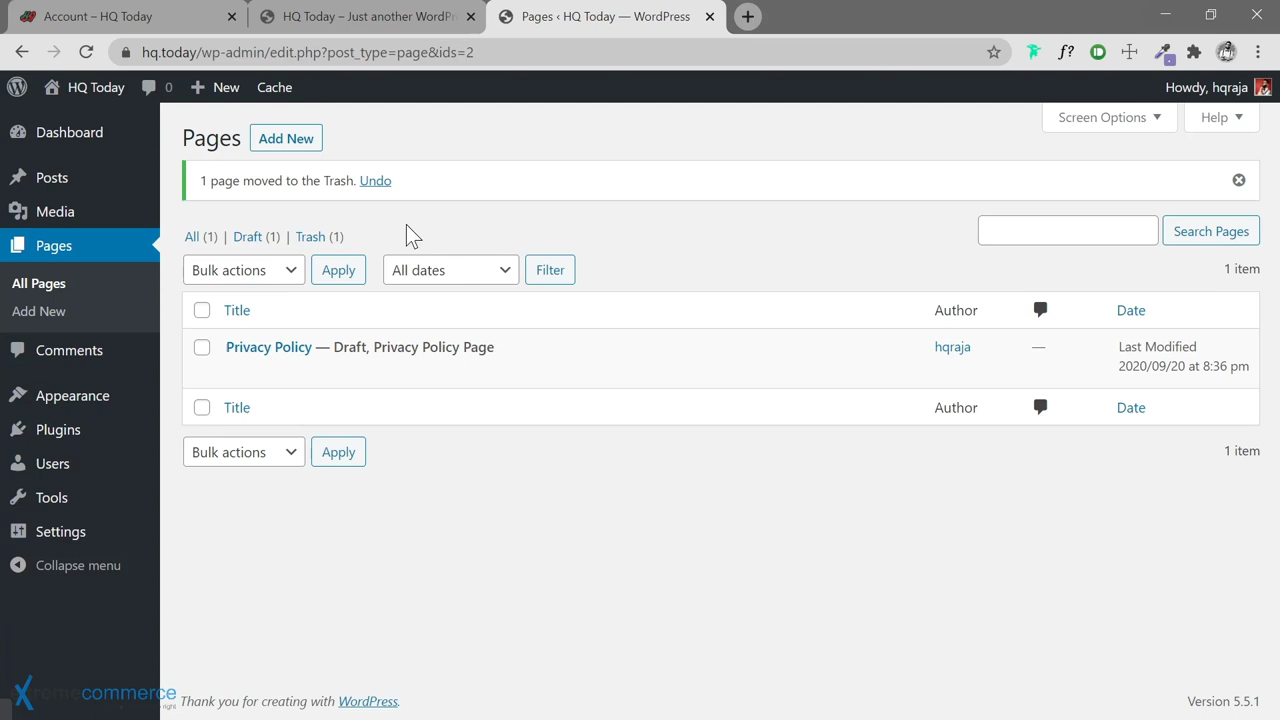 Account – HQ Today
HQ Today – Just another WordPr
Pages ‹ HQ Today — WordPress
hq.today/wp-admin/edit.php?post_type=page&ids=2
f?
HQ Today
0
New
Cache
Howdy, hqraja
Dashboard
Posts
Media
Pages
All Pages
Add New
Comments
Appearance
Plugins
Users
Tools
Settings
Collapse menu
Screen Options
Help
Pages
Add New
1 page moved to the Trash. Undo
All (1) | Draft (1) | Trash (1)
Search Pages
Bulk actions
Apply
All dates
Filter
1 item
Title
Author
Date
Privacy Policy — Draft, Privacy Policy Page
hqraja
—
Last Modified
2020/09/20 at 8:36 pm
Title
Author
Date
Bulk actions
Apply
1 item
Xtremecommerce
Thank you for creating with WordPress.
Version 5.5.1